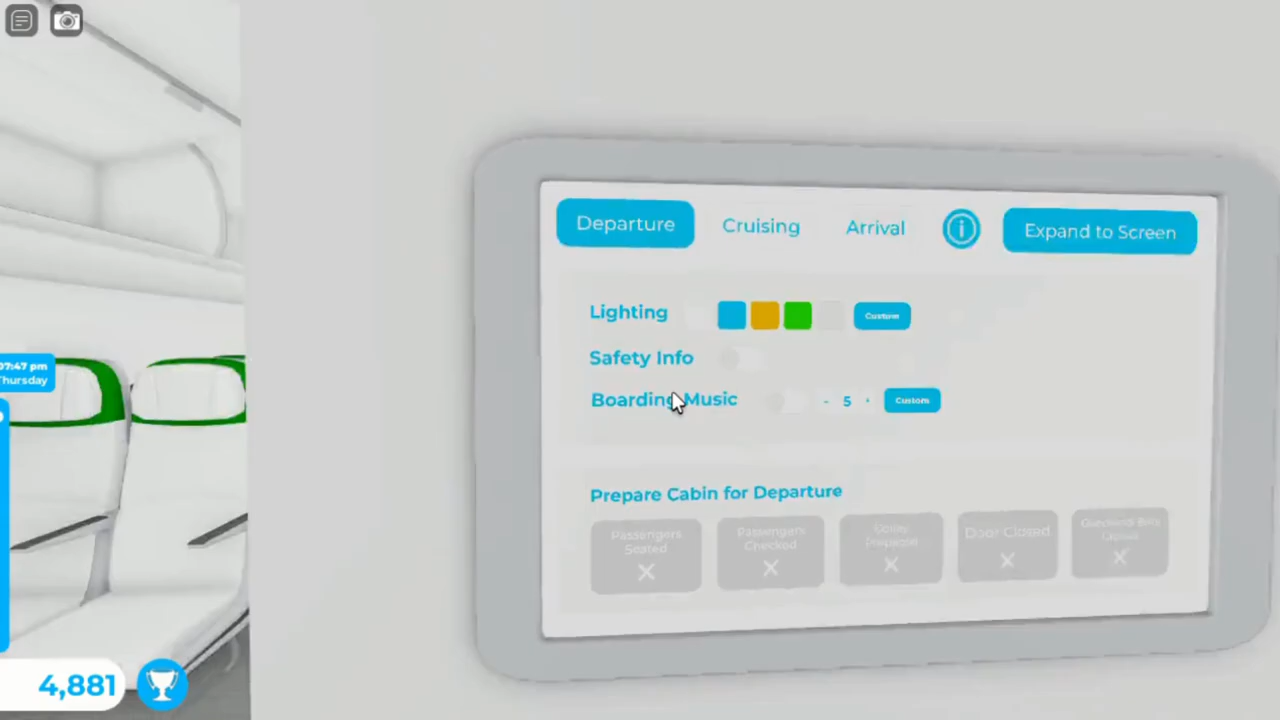 Departure
Cruising
Arrival
Expand to Screen
Lighting
Custom
Safety Info
Boarding Music
- 5 +
Custom
07:47 pm
Thursday
Prepare Cabin for Departure
Passengers
Seated
Passengers
Checked
Door Closed
4,881